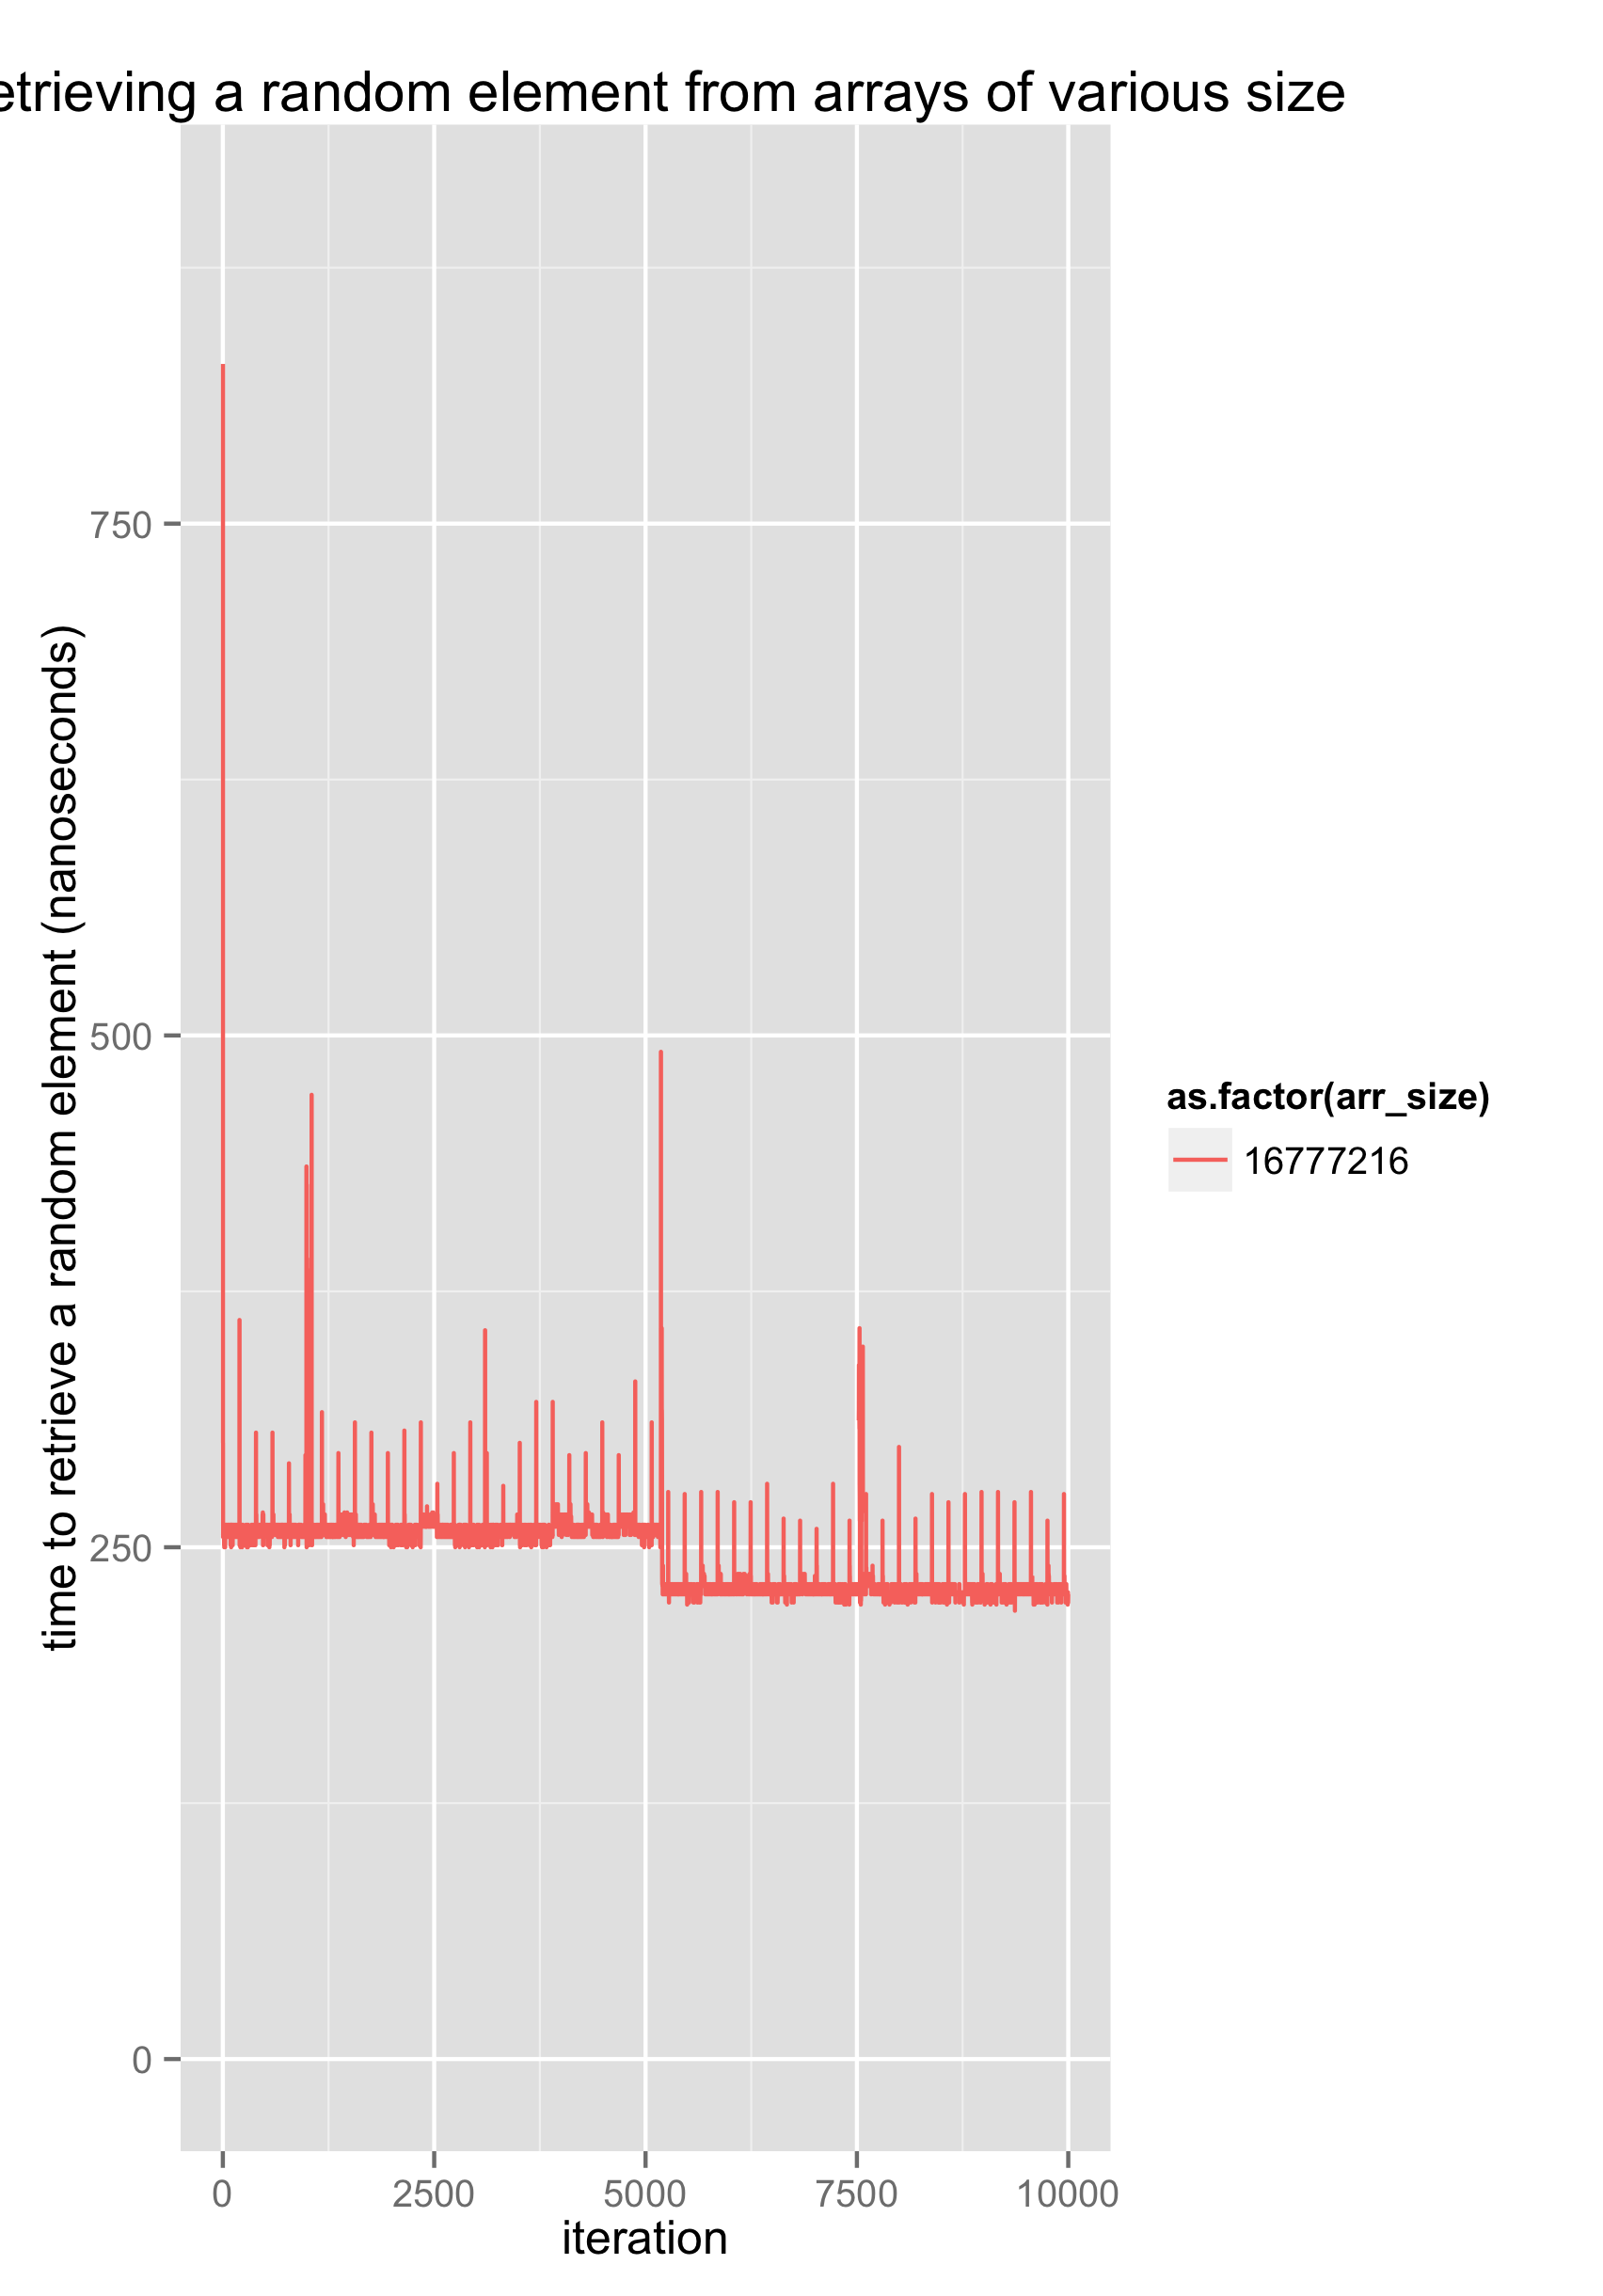 etrieving a random element from arrays of various size
time to retrieve a random element (nanoseconds)
750
500
250
0
0 2500 5000 7500 10000
iteration
as.factor(arr_size)
16777216